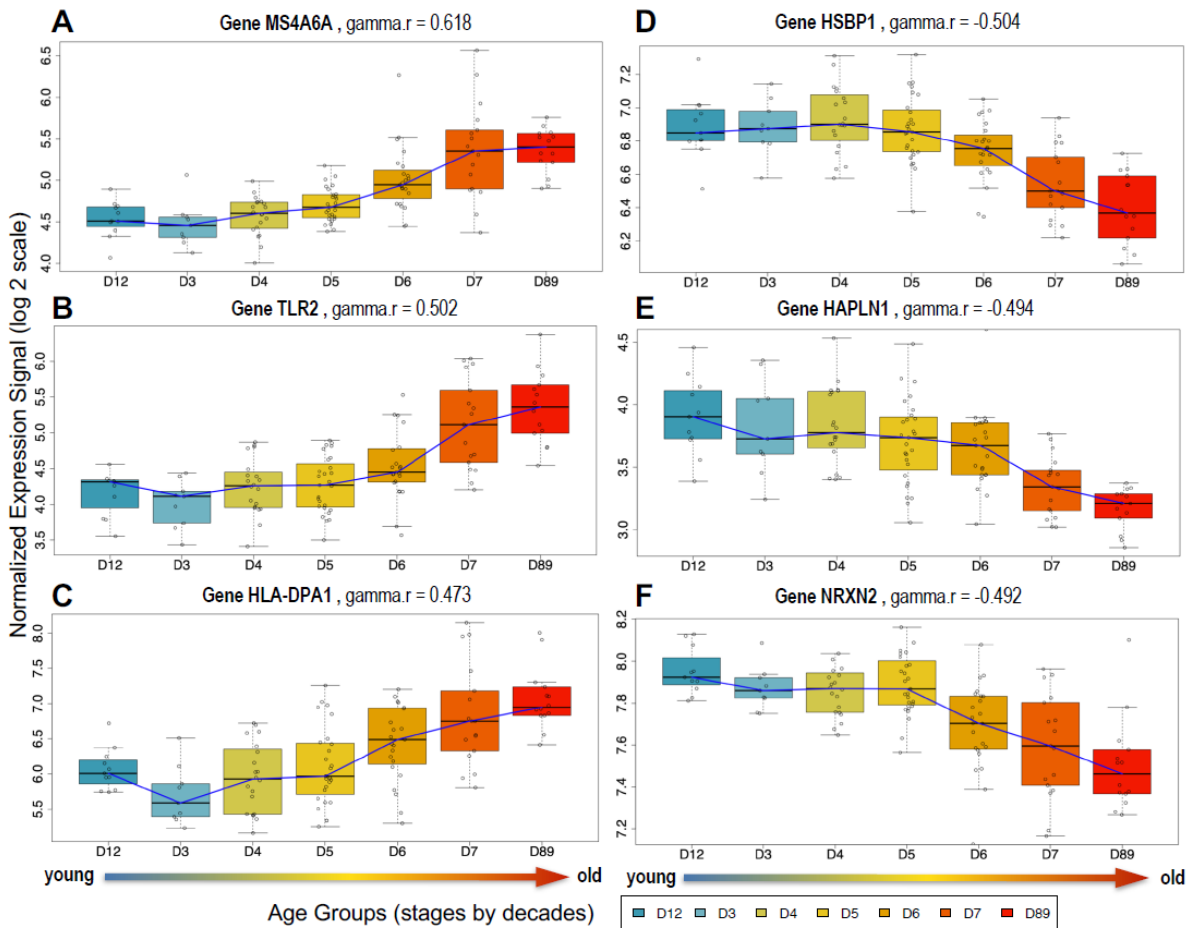 A
Gene MS4A6A , gamma.r = 0.618
6.5
6.0
5.5
5.0
4.5
4.0
D12 D3 D4 D5 D6 D7 D89
B
Gene TLR2 , gamma.r = 0.502
6.0
5.5
5.0
4.5
4.0
3.5
D12 D3 D4 D5 D6 D7 D89
C
Gene HLA-DPA1 , gamma.r = 0.473
8.0
7.5
7.0
6.5
6.0
5.5
D12 D3 D4 D5 D6 D7 D89
young old
Normalized Expression Signal (log 2 scale)
Age Groups (stages by decades)
D
Gene HSBP1 , gamma.r = -0.504
7.2
7.0
6.8
6.6
6.4
6.2
D12 D3 D4 D5 D6 D7 D89
E
Gene HAPLN1 , gamma.r = -0.494
4.5
4.0
3.5
3.0
D12 D3 D4 D5 D6 D7 D89
F
Gene NRXN2 , gamma.r = -0.492
8.2
8.0
7.8
7.6
7.4
7.2
D12 D3 D4 D5 D6 D7 D89
young old
D12 D3 D4 D5 D6 D7 D89